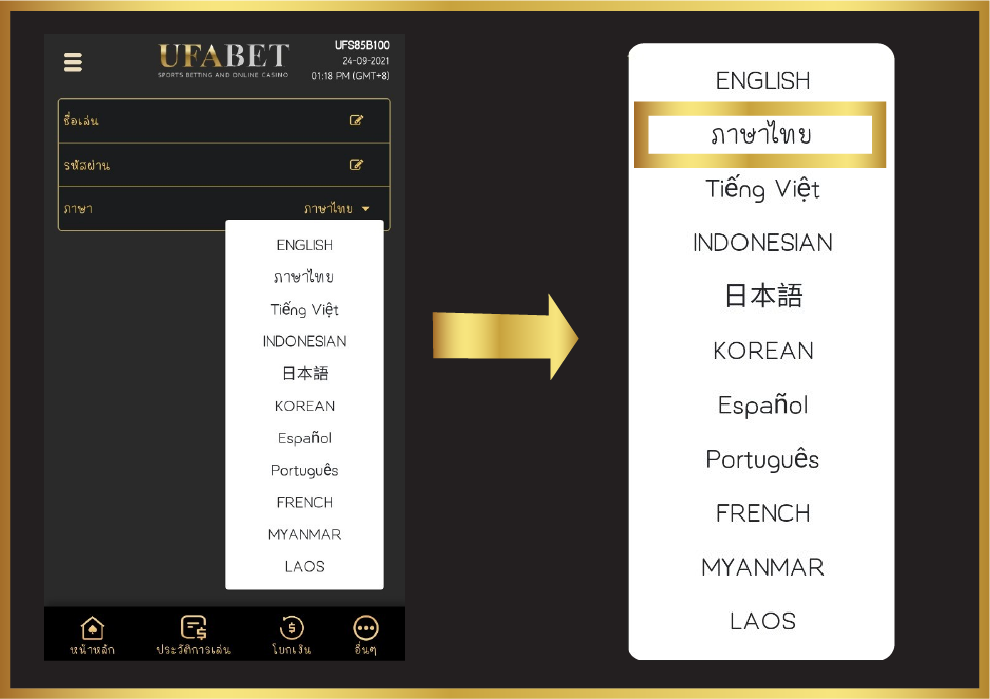 UFABET
SPORTS BETTING AND ONLINE CASINO
UFS85B100
24-09-2021
01:18 PM (GMT+8)
ชื่อเล่น
รหัสผ่าน
ภาษา
ภาษาไทย
ENGLISH
ภาษาไทย
Tiếng Việt
INDONESIAN
日本語
KOREAN
Español
Português
FRENCH
MYANMAR
LAOS
หน้าหลัก
ประวัติการเล่น
โยกเงิน
อื่นๆ
ENGLISH
ภาษาไทย
Tiếng Việt
INDONESIAN
日本語
KOREAN
Español
Português
FRENCH
MYANMAR
LAOS